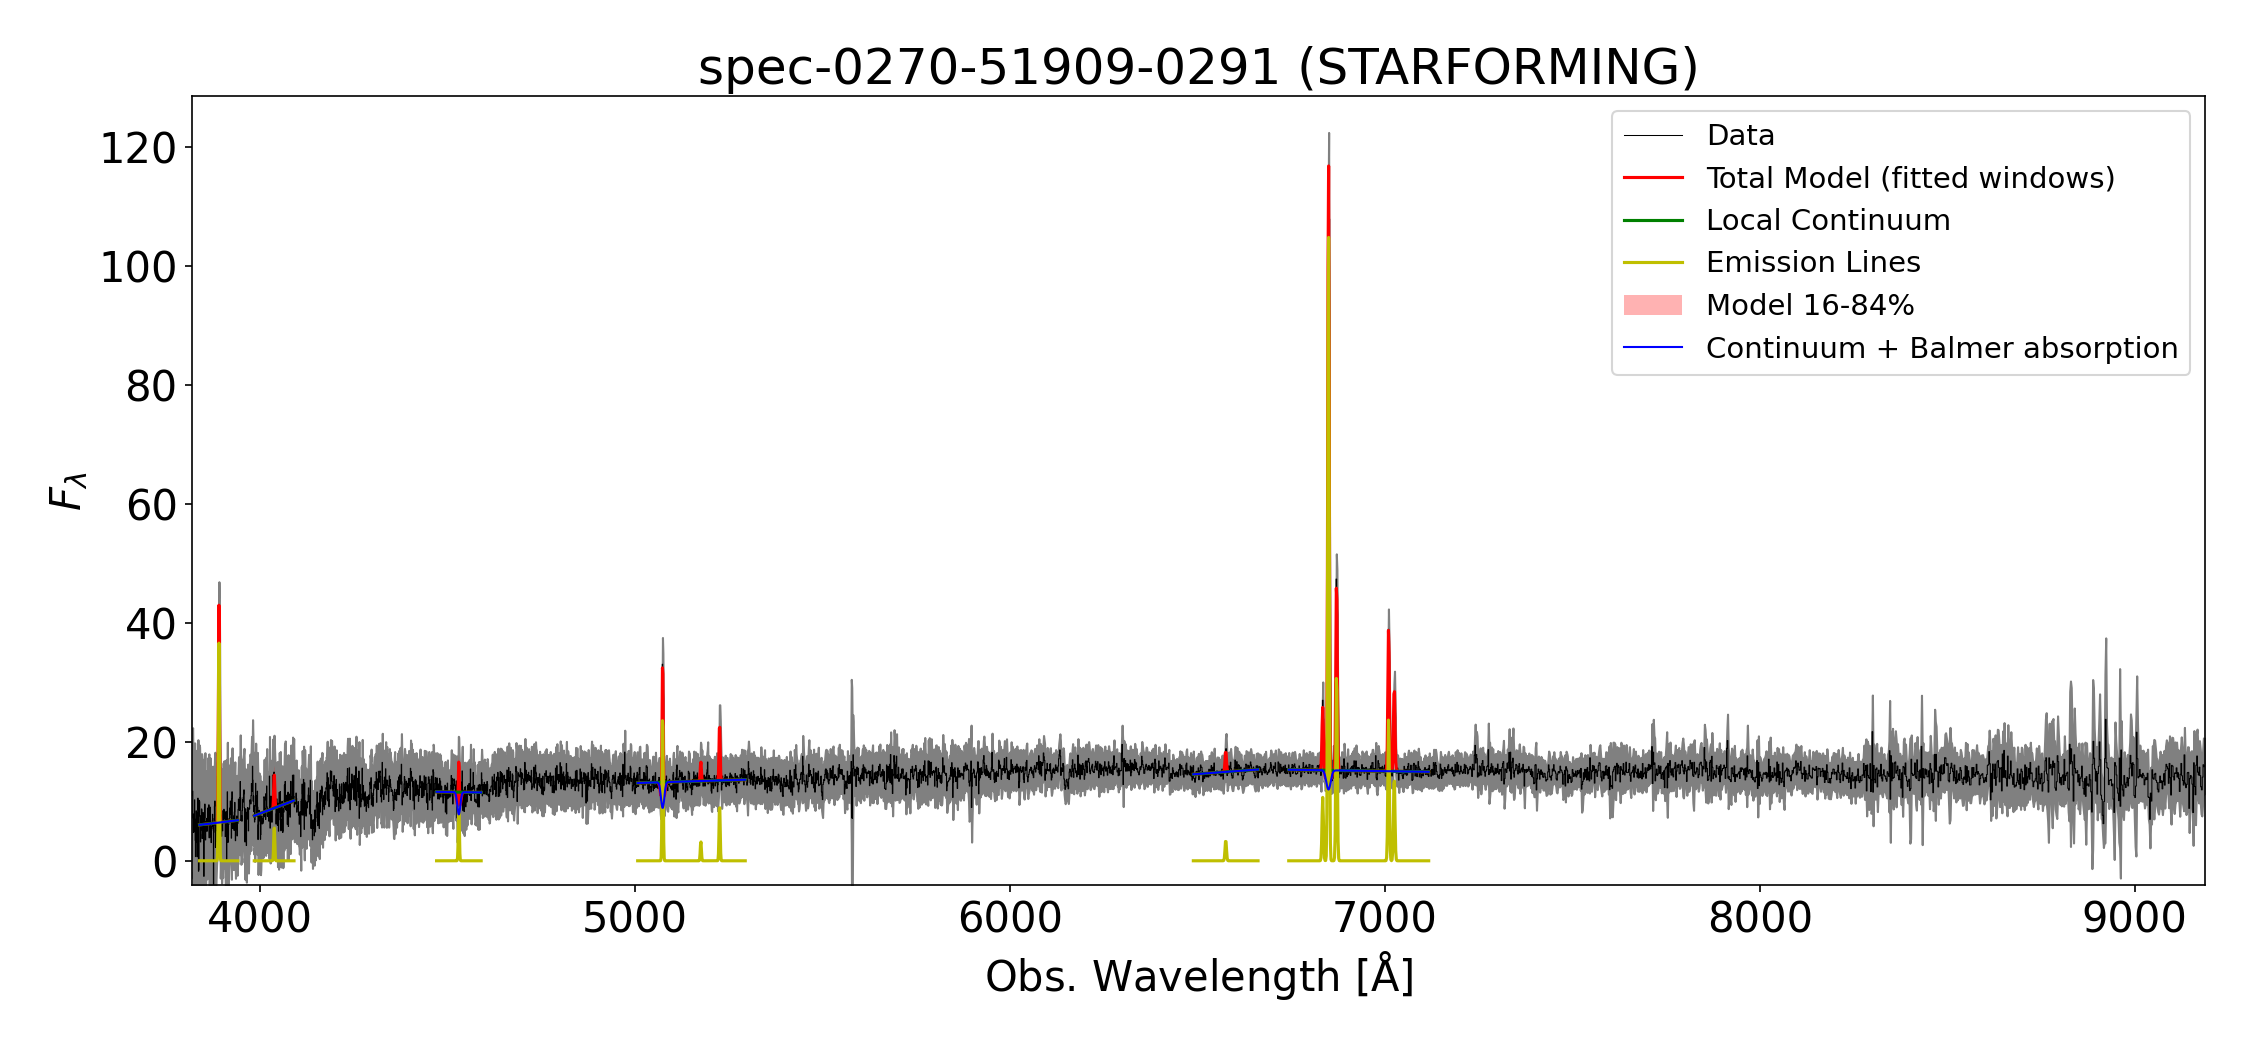 spec-0270-51909-0291 (STARFORMING)
Data
Total Model (fitted windows)
Local Continuum
Emission Lines
Model 16-84%
Continuum + Balmer absorption
120
100
80
60
40
20
0
Fλ
4000 5000 6000 7000 8000 9000
Obs. Wavelength [Å]